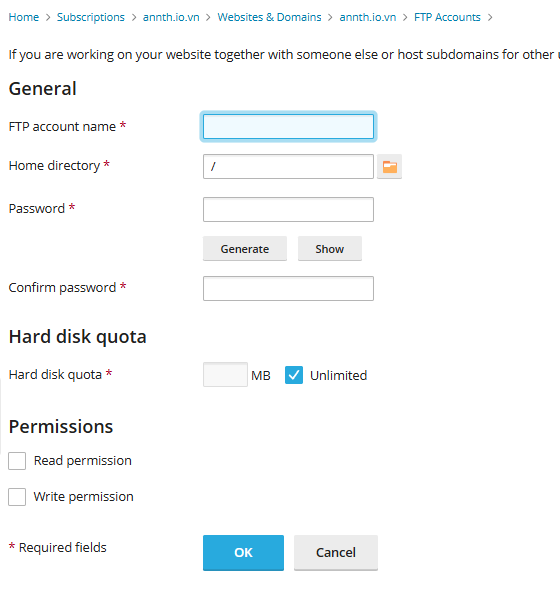 Home > Subscriptions > annth.io.vn > Websites & Domains > annth.io.vn > FTP Accounts >
If you are working on your website together with someone else or host subdomains for other
General
FTP account name *
Home directory * /
Password *
Generate Show
Confirm password *
Hard disk quota
Hard disk quota * MB Unlimited
Permissions
Read permission
Write permission
* Required fields OK Cancel